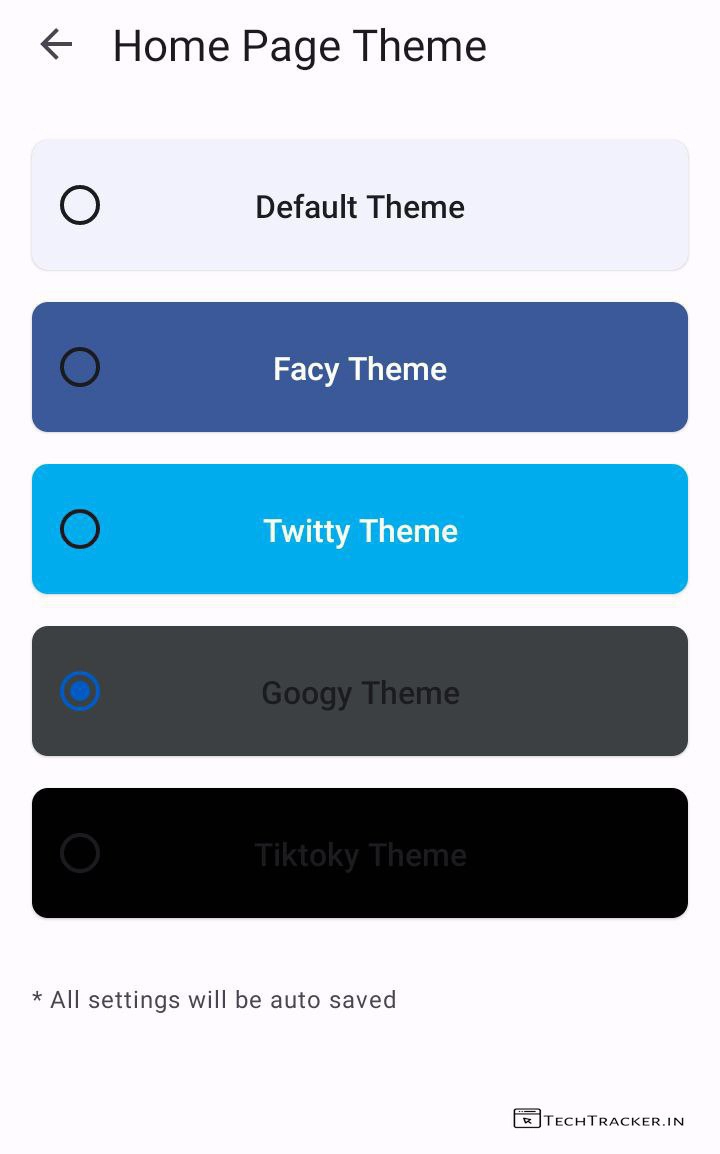 Home Page Theme
Default Theme
Facy Theme
Twitty Theme
Googy Theme
Tiktoky Theme
* All settings will be auto saved
TECHTRACKER.IN